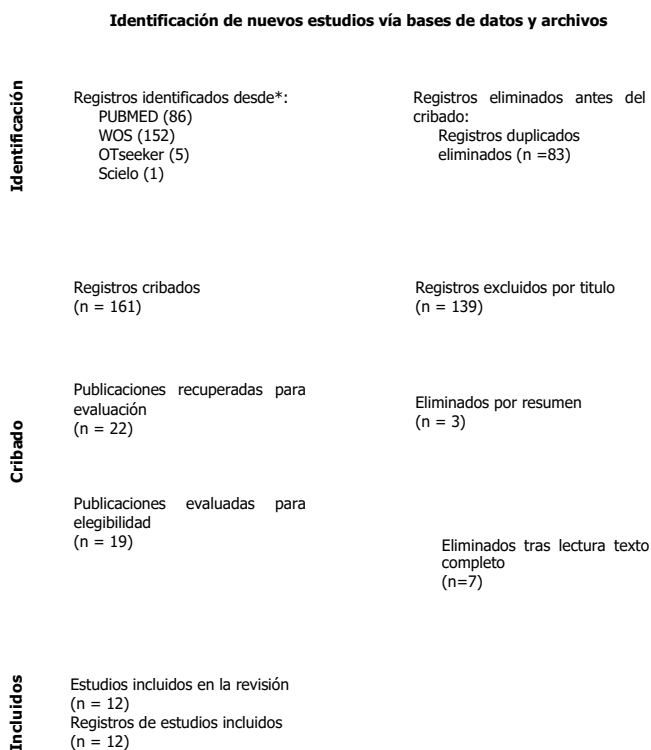 Identificación de nuevos estudios vía bases de datos y archivos
Identificación
Registros identificados desde*:
PUBMED (86)
WOS (152)
OTseeker (5)
Scielo (1)
Registros eliminados antes del
cribado:
Registros duplicados
eliminados (n =83)
Cribado
Registros cribados
(n = 161)
Registros excluidos por titulo
(n = 139)
Publicaciones recuperadas para
evaluación
(n = 22)
Eliminados por resumen
(n = 3)
Publicaciones evaluadas para
elegibilidad
(n = 19)
Eliminados tras lectura texto
completo
(n=7)
Incluidos
Estudios incluidos en la revisión
(n = 12)
Registros de estudios incluidos
(n = 12)